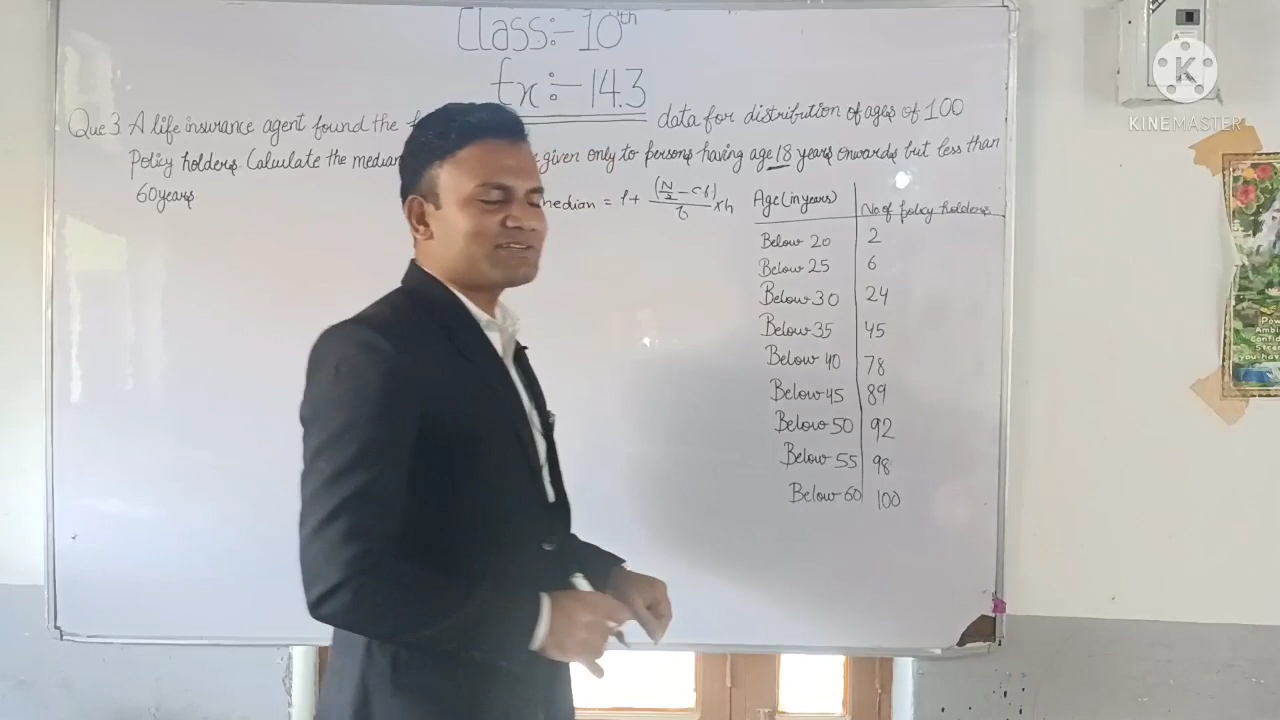 Class:- 10th
Ex:- 14.3
Que 3. A life insurance agent found the data for distribution of ages of 100
Policy holders. Calculate the median given only to persons having age 18 years onwards but less than
60 years.
median = l + (N/2 - cf)/f × h
Age (in years) No. of policy holders
Below 20 2
Below 25 6
Below 30 24
Below 35 45
Below 40 78
Below 45 89
Below 50 92
Below 55 98
Below 60 100
KINEMASTER
K